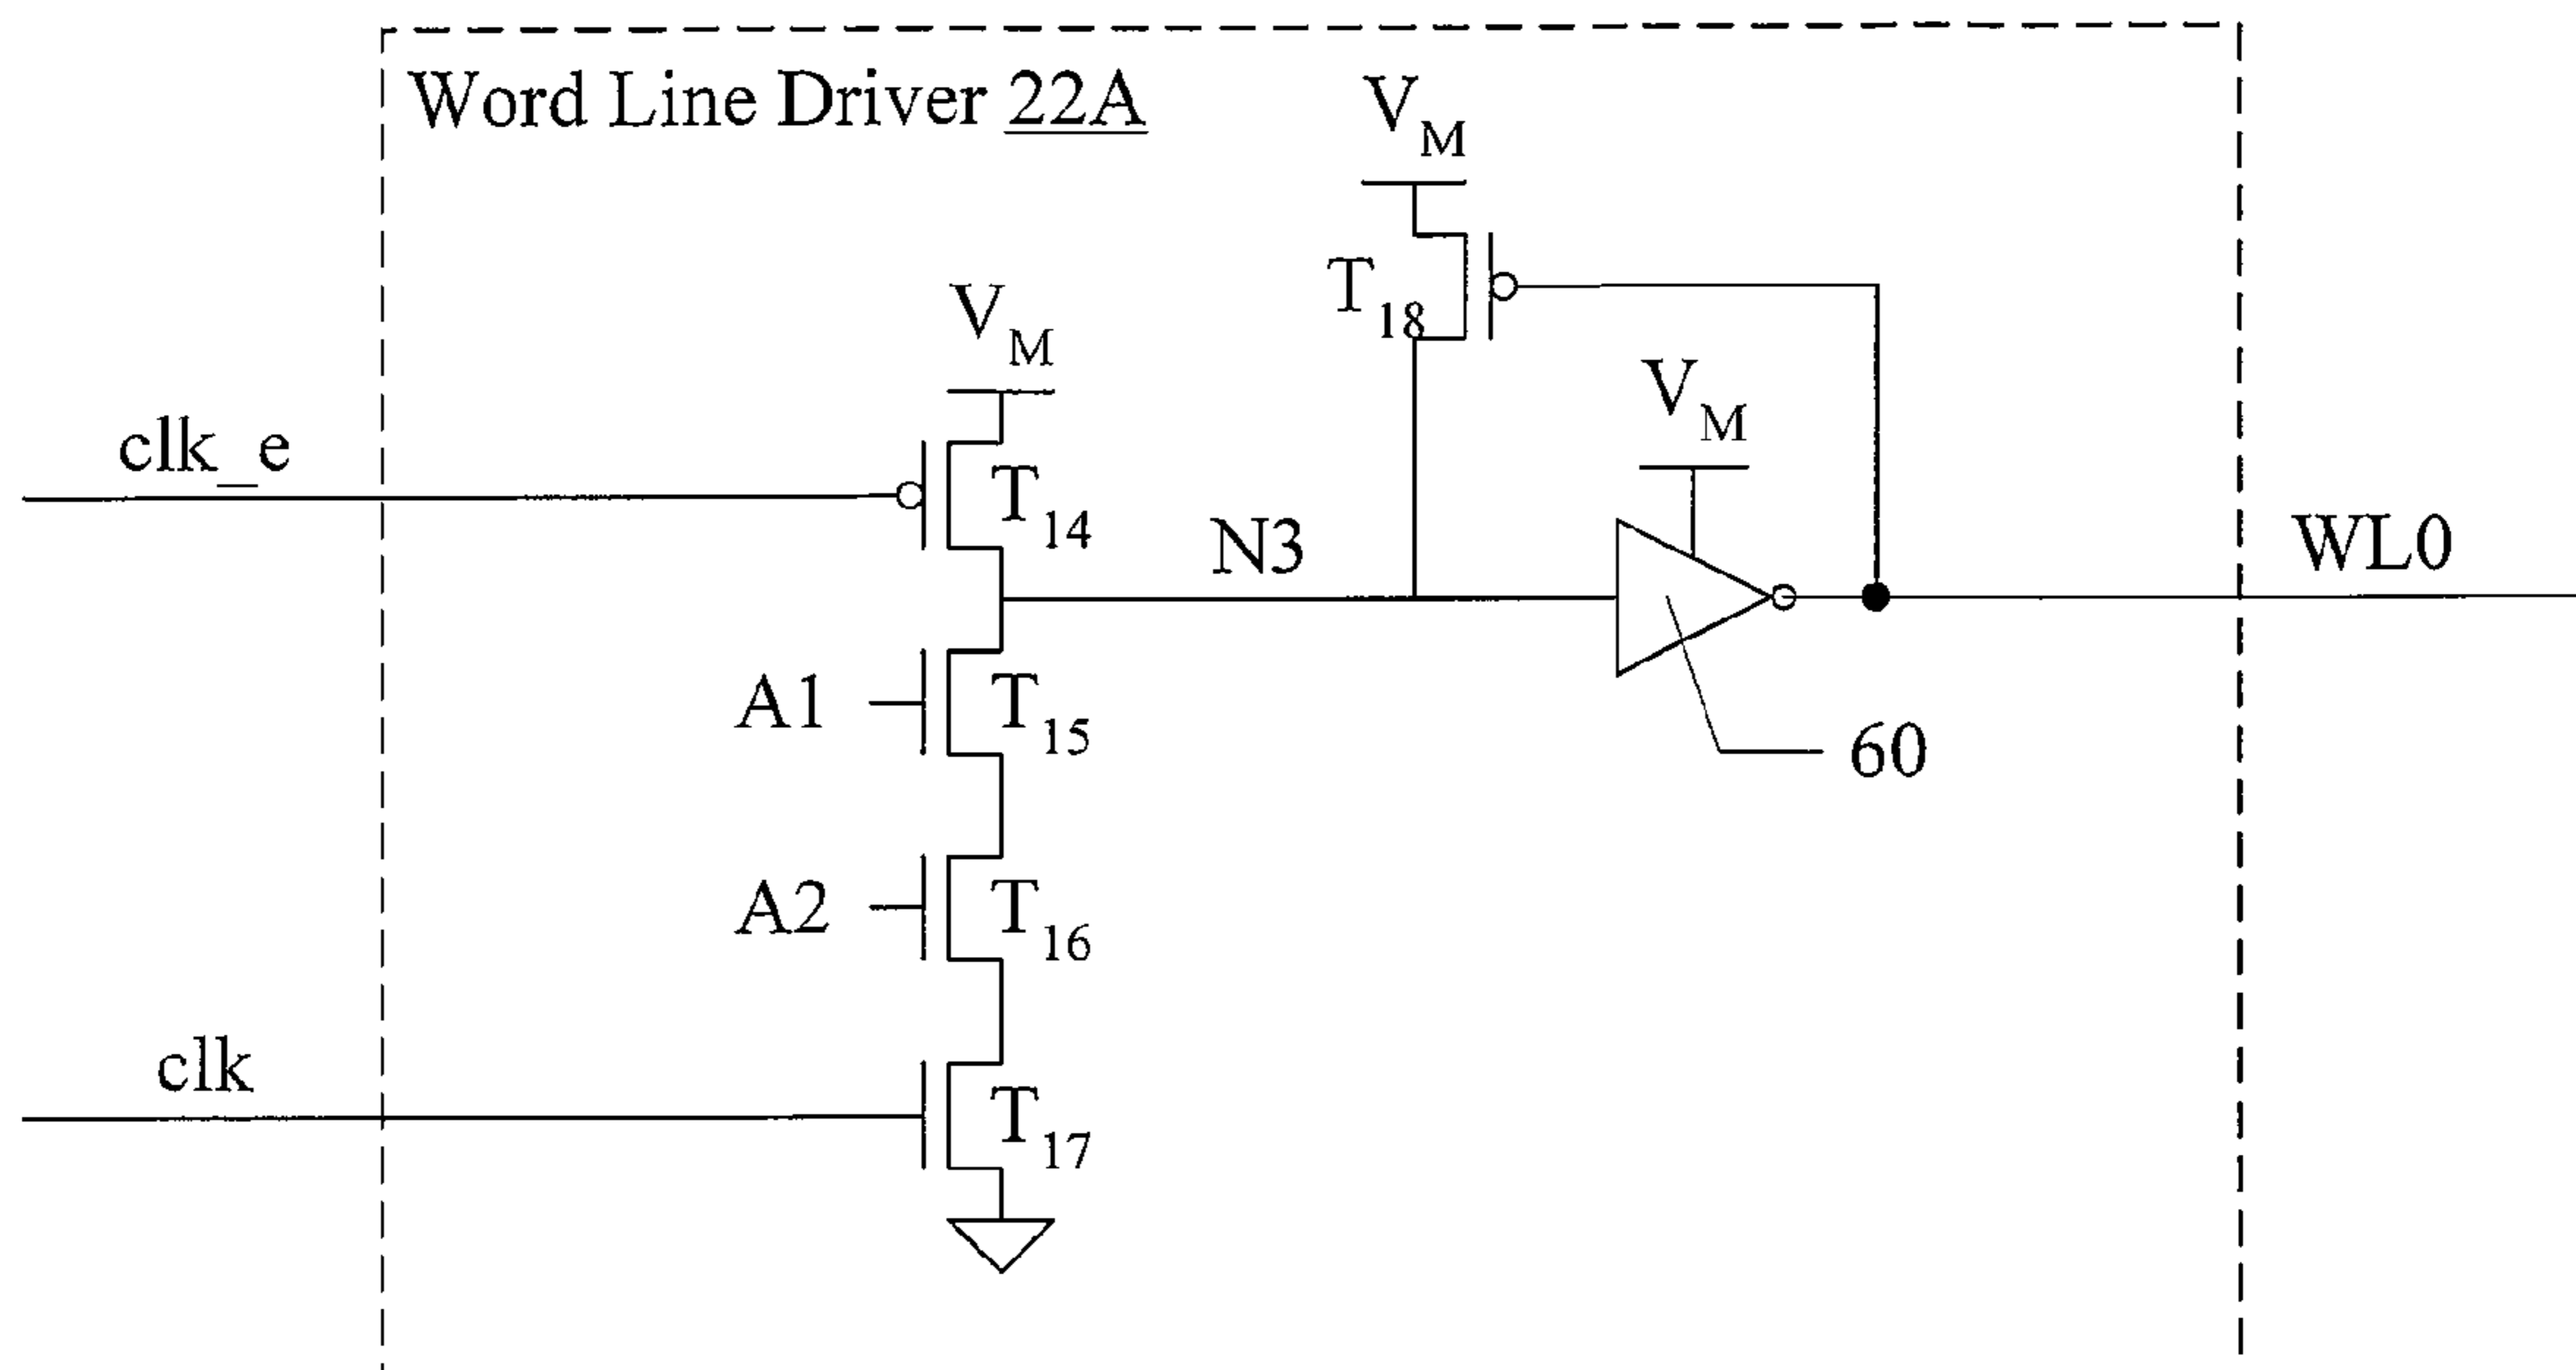 Word Line Driver 22A
VM
T18
VM
VM
clk_e
T14
N3
WL0
A1
T15
60
A2
T16
clk
T17